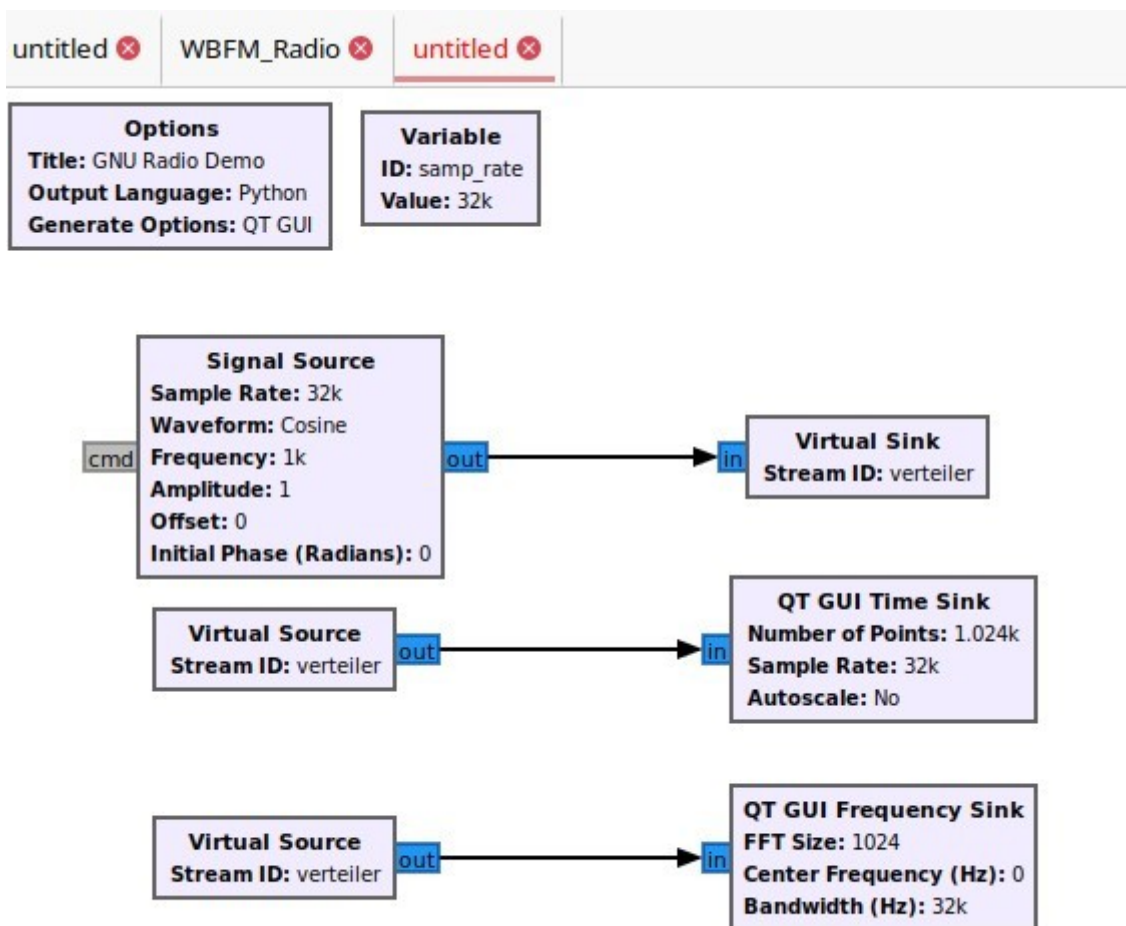 untitled
WBFM_Radio
untitled
Options
Title: GNU Radio Demo
Output Language: Python
Generate Options: QT GUI
Variable
ID: samp_rate
Value: 32k
Signal Source
Sample Rate: 32k
Waveform: Cosine
cmd
Frequency: 1k
out
Amplitude: 1
Offset: 0
Initial Phase (Radians): 0
in
Virtual Sink
Stream ID: verteiler
Virtual Source
Stream ID: verteiler
out
in
QT GUI Time Sink
Number of Points: 1.024k
Sample Rate: 32k
Autoscale: No
Virtual Source
Stream ID: verteiler
out
in
QT GUI Frequency Sink
FFT Size: 1024
Center Frequency (Hz): 0
Bandwidth (Hz): 32k